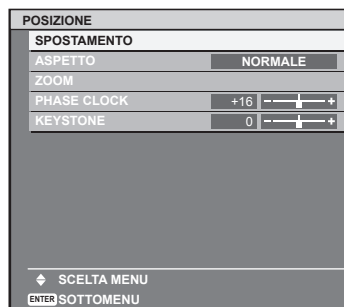 POSIZIONE
SPOSTAMENTO
ASPETTO NORMALE
ZOOM
PHASE CLOCK +16 - +
KEYSTONE 0 - +
SCELTA MENU
ENTER SOTTOMENU